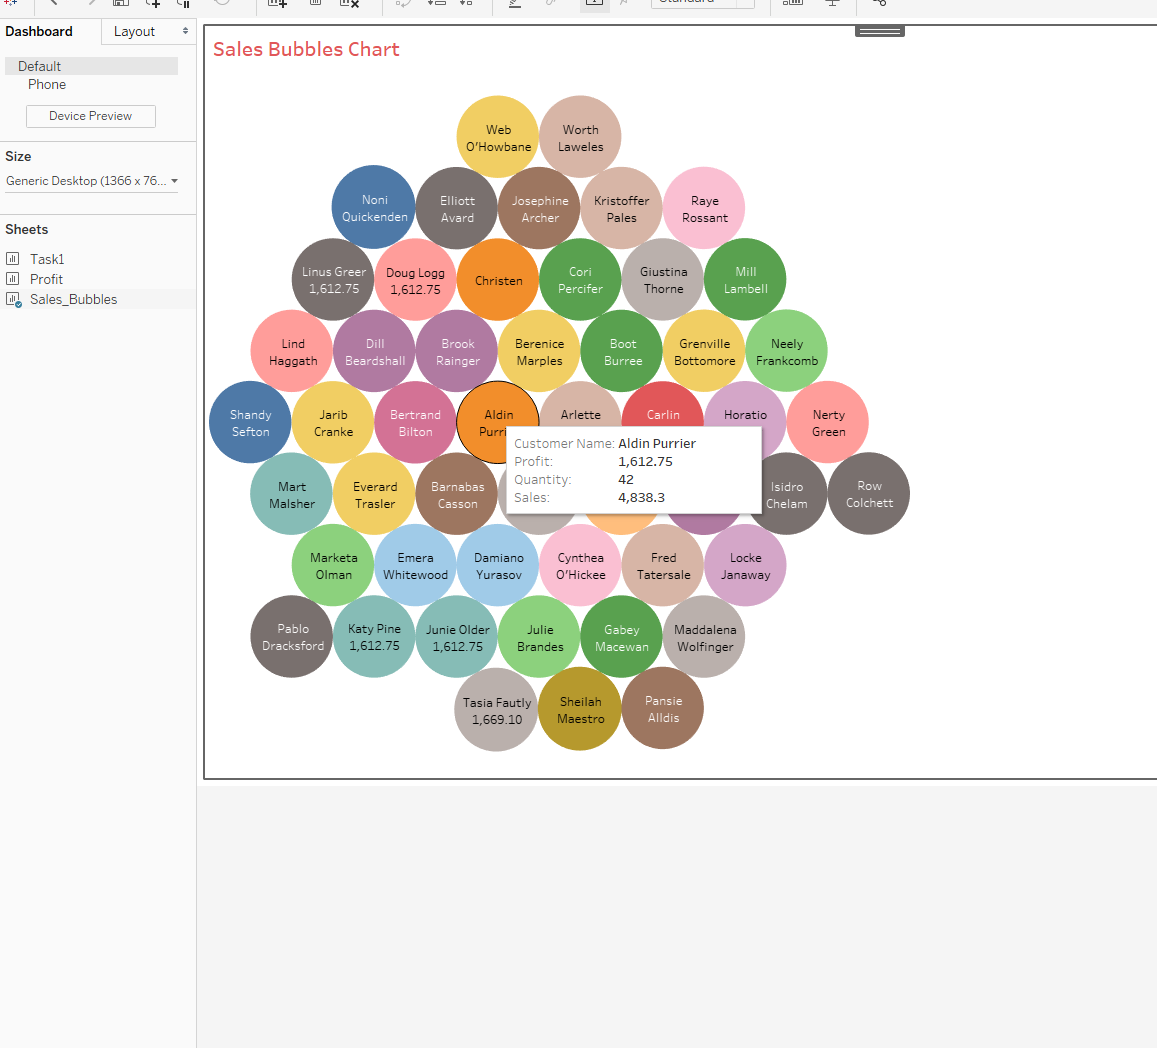 Standard
Dashboard
Layout
Default
Phone
Device Preview
Size
Generic Desktop (1366 x 76...
Sheets
Task1
Profit
Sales_Bubbles
Sales Bubbles Chart
Web
O'Howbane
Worth
Laweles
Noni
Quickenden
Elliott
Avard
Josephine
Archer
Kristoffer
Pales
Raye
Rossant
Linus Greer
1,612.75
Doug Logg
1,612.75
Christen
Cori
Percifer
Giustina
Thorne
Mill
Lambell
Lind
Haggath
Dill
Beardshall
Brook
Rainger
Berenice
Marples
Boot
Burree
Grenville
Bottomore
Neely
Frankcomb
Shandy
Sefton
Jarib
Cranke
Bertrand
Bilton
Aldin
Purri
Arlette
Carlin
Horatio
Nerty
Green
Customer Name: Aldin Purrier
Profit: 1,612.75
Quantity: 42
Sales: 4,838.3
Mart
Malsher
Everard
Trasler
Barnabas
Casson
Isidro
Chelam
Row
Colchett
Marketa
Olman
Emera
Whitewood
Damiano
Yurasov
Cynthea
O'Hickee
Fred
Tatersale
Locke
Janaway
Pablo
Dracksford
Katy Pine
1,612.75
Junie Older
1,612.75
Julie
Brandes
Gabey
Macewan
Maddalena
Wolfinger
Tasia Fautly
1,669.10
Sheilah
Maestro
Pansie
Alldis